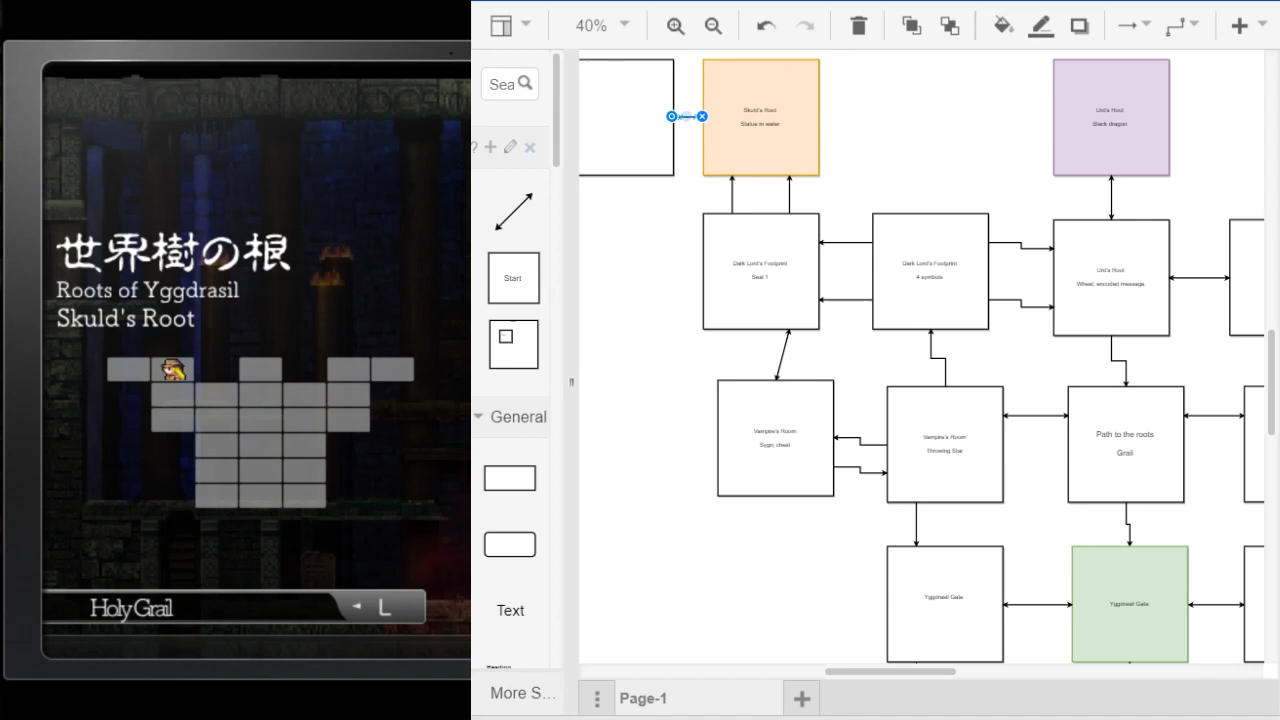 世界樹の根
Roots of Yggdrasil
Skuld's Root
Holy Grail
L
40%
Sea
?
Start
General
Text
More S...
Page-1
Skuld's Root
Statue in water
Urd's Root
Black dragon
Dark Lord's Footprint
Seal 1
Dark Lord's Footprint
4 symbols
Urd's Root
Wheel, encoded message
Vampire's Room
Sygn, chest
Vampire's Room
Throwing Star
Path to the roots
Grail
Yggdrasil Gate
Yggdrasil Gate